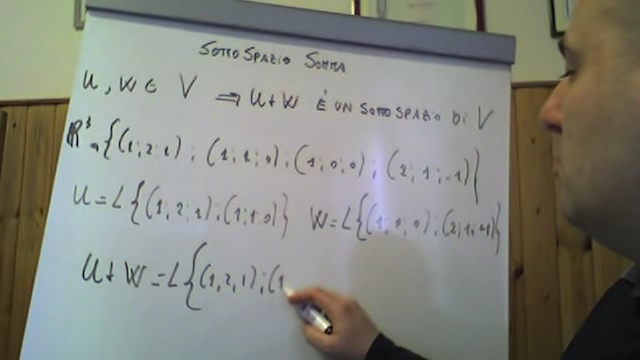 SOTTOSPAZIO SOMMA
U, W ⊂ V ⇒ U+W È UN SOTTOSPAZIO DI V
R³ = {(1;2;1) ; (1;1;0) ; (1;0;0) ; (2;1;-1)}
U = L{(1,2;1) ; (1;1;0)} W = L{(1,0;0) ; (2;1;-1)}
U+W = L{(1,2,1) ; (1